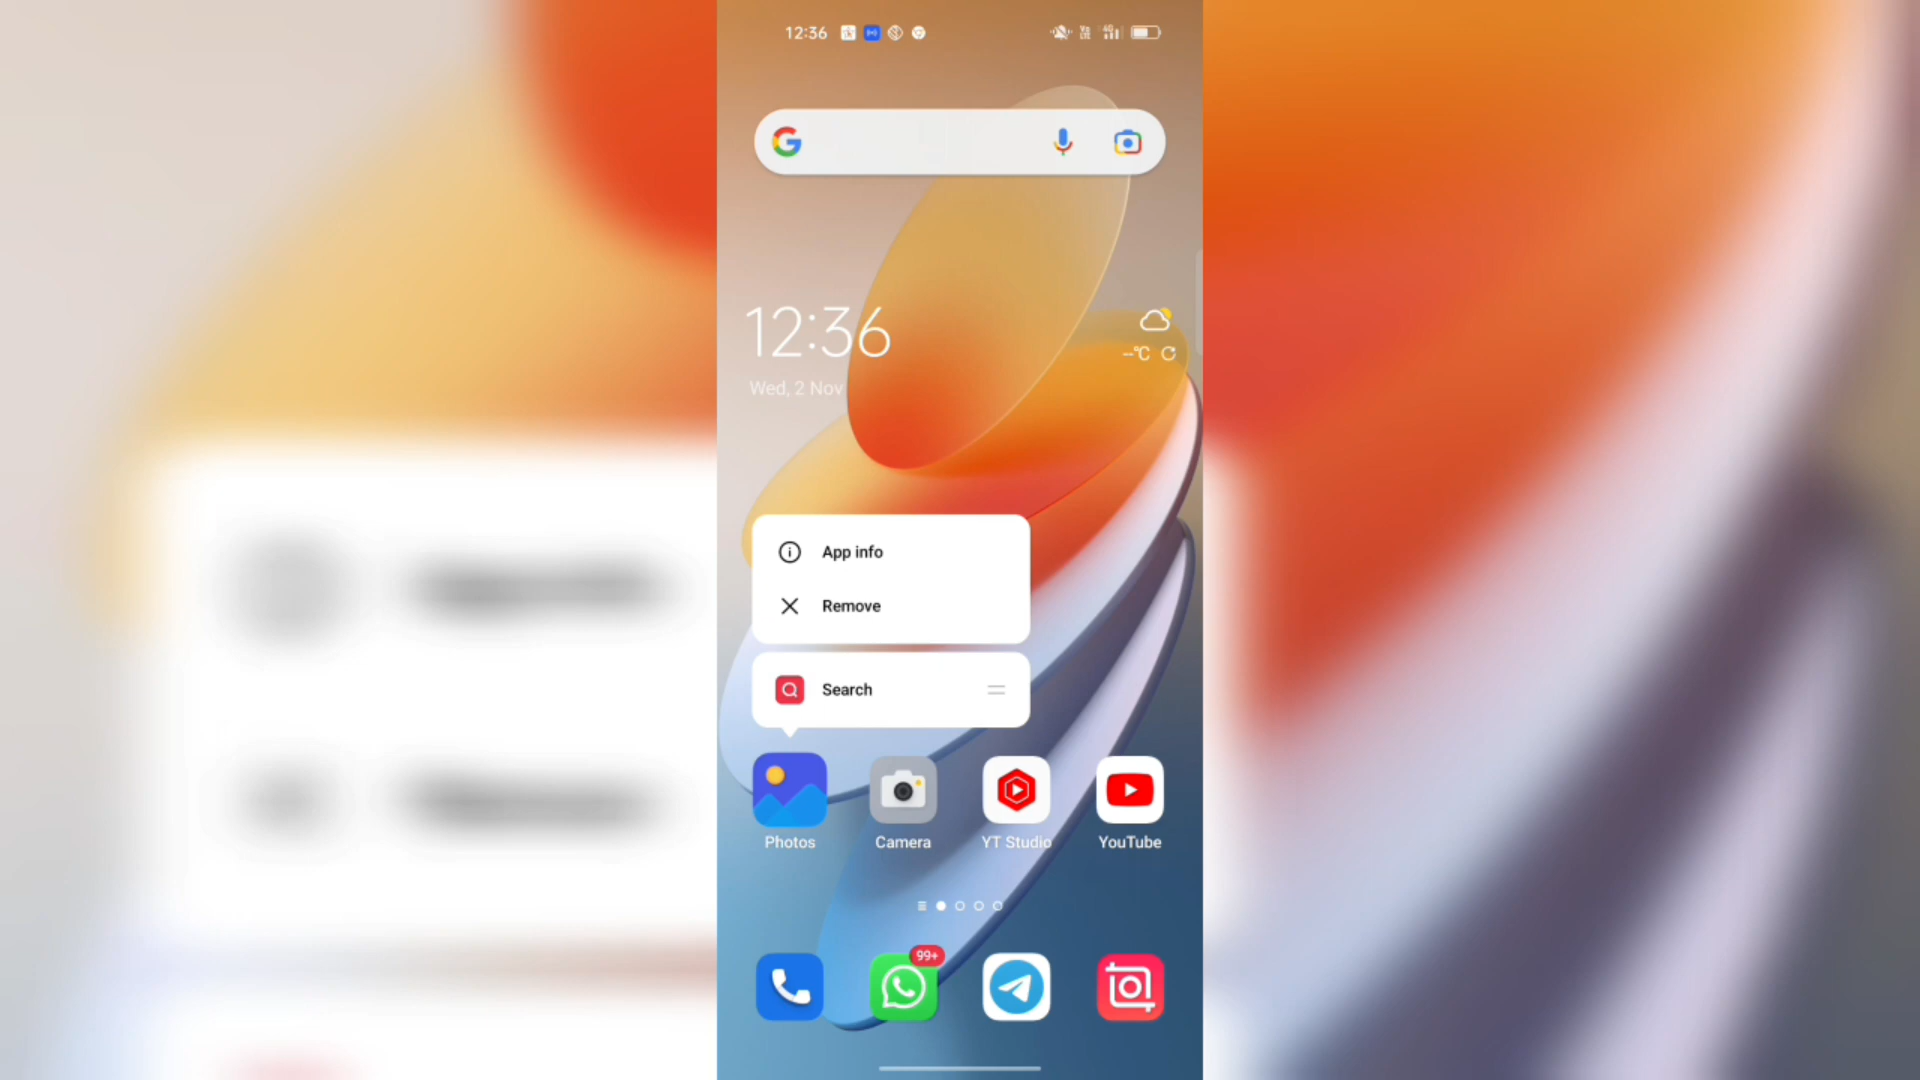 12:36
12:36
--°C
Wed, 2 Nov
App info
Remove
Search
Photos
Camera
YT Studio
YouTube
99+